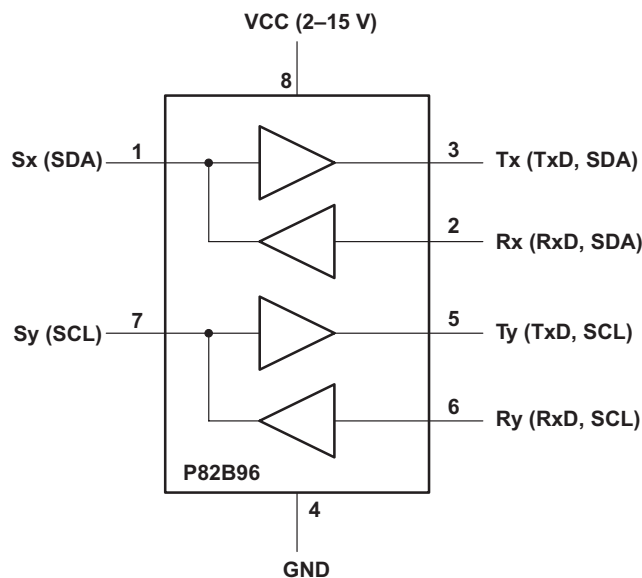 VCC (2–15 V)
8
Sx (SDA) 1 3 Tx (TxD, SDA)
2 Rx (RxD, SDA)
Sy (SCL) 7 5 Ty (TxD, SCL)
6 Ry (RxD, SCL)
P82B96
4
GND